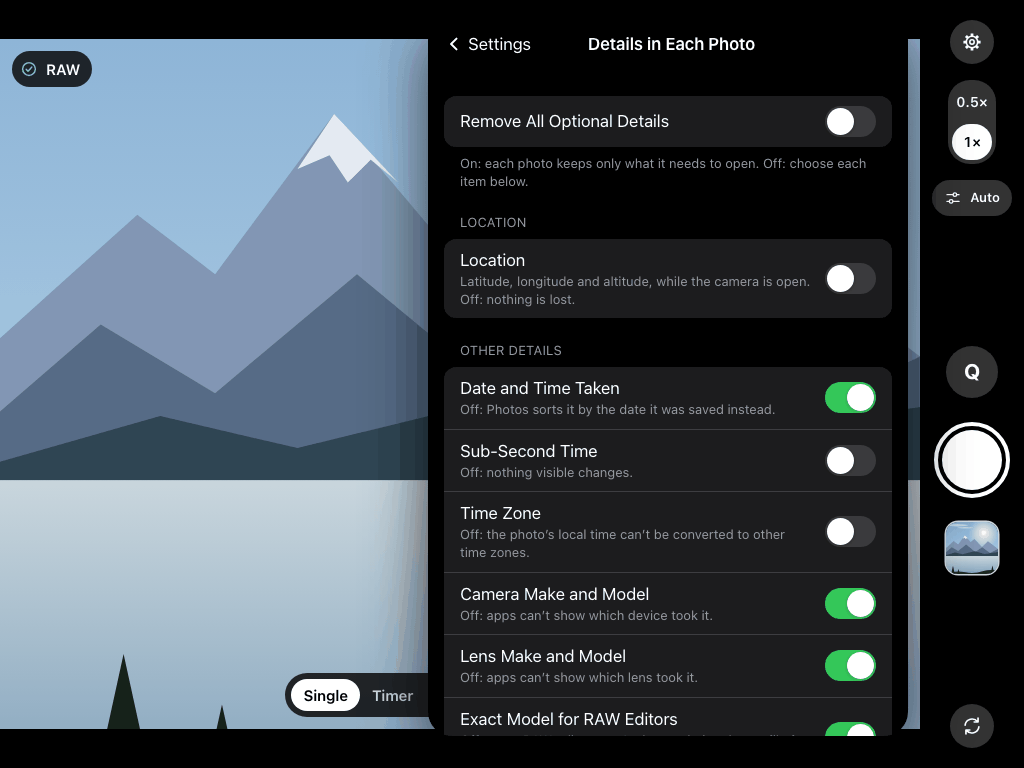 RAW
Settings
Details in Each Photo
Remove All Optional Details
On: each photo keeps only what it needs to open. Off: choose each
item below.
LOCATION
Location
Latitude, longitude and altitude, while the camera is open.
Off: nothing is lost.
OTHER DETAILS
Date and Time Taken
Off: Photos sorts it by the date it was saved instead.
Sub-Second Time
Off: nothing visible changes.
Time Zone
Off: the photo's local time can't be converted to other
time zones.
Camera Make and Model
Off: apps can't show which device took it.
Lens Make and Model
Off: apps can't show which lens took it.
Exact Model for RAW Editors
Single Timer
0.5×
1×
Auto
Q